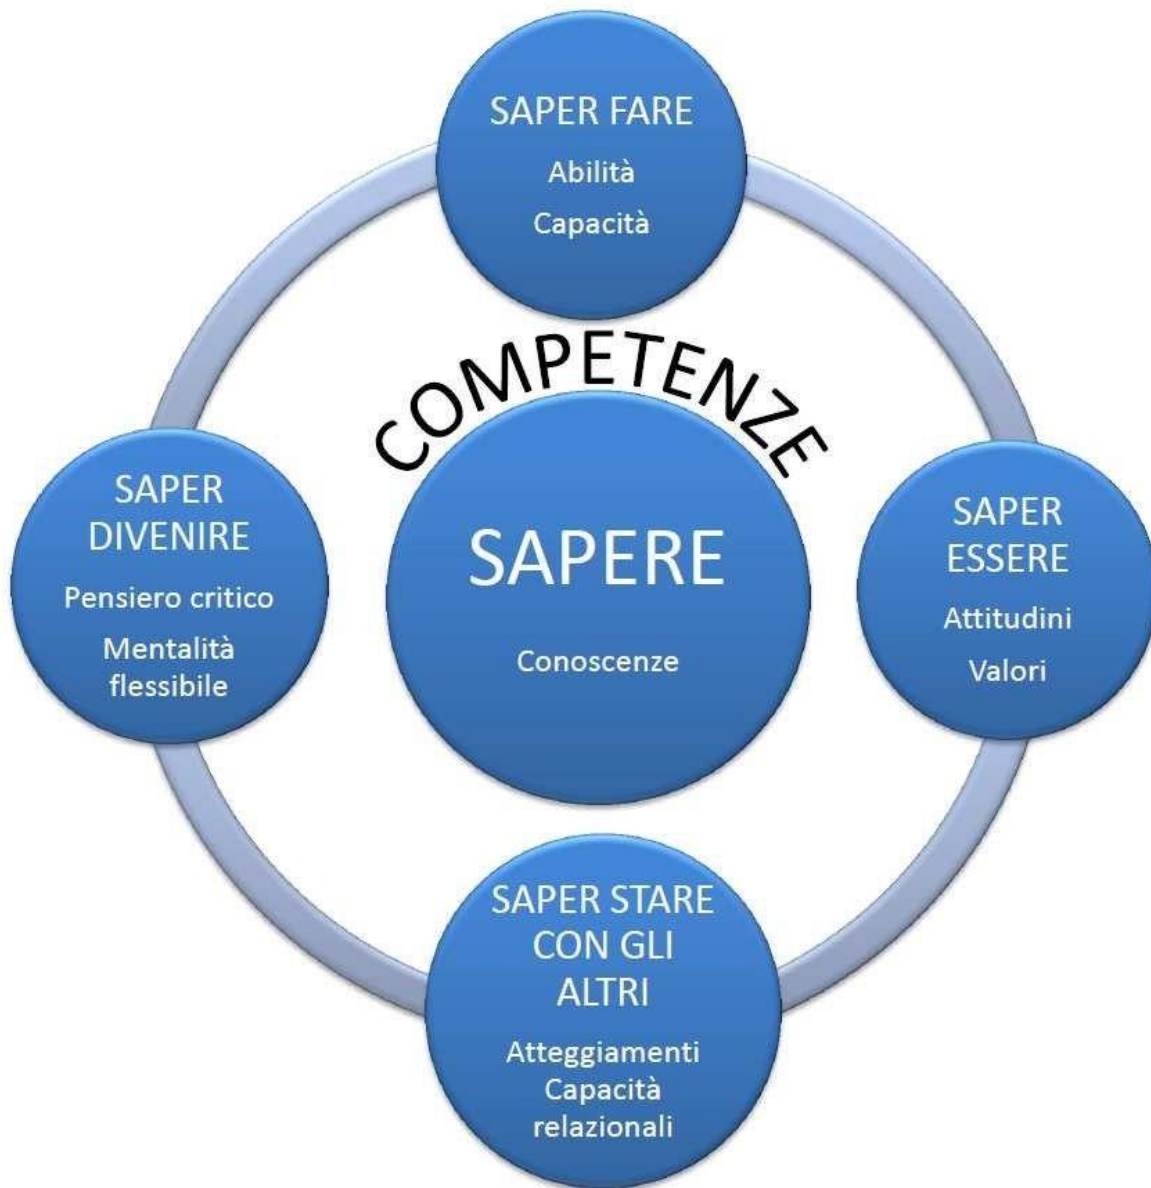 SAPER FARE
Abilità
Capacità
COMPETENZE
SAPERE
Conoscenze
SAPER
DIVENIRE
Pensiero critico
Mentalità
flessibile
SAPER
ESSERE
Attitudini
Valori
SAPER STARE
CON GLI
ALTRI
Atteggiamenti
Capacità
relazionali